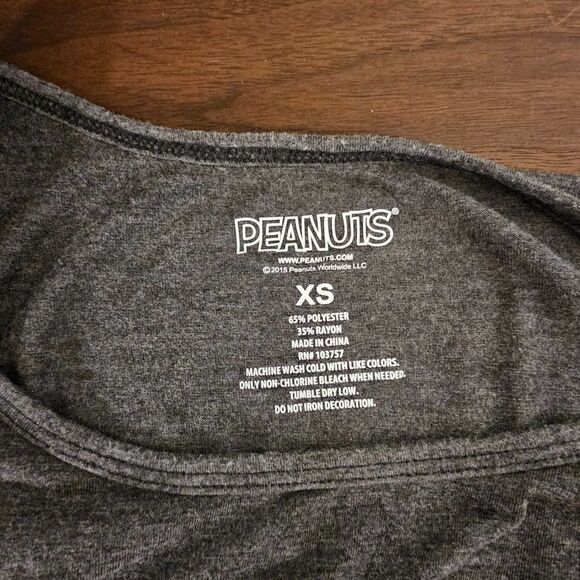 PEANUTS®
WWW.PEANUTS.COM
© 2015 Peanuts Worldwide LLC
XS
65% POLYESTER
35% RAYON
MADE IN CHINA
RN# 103757
MACHINE WASH COLD WITH LIKE COLORS.
ONLY NON-CHLORINE BLEACH WHEN NEEDED.
TUMBLE DRY LOW.
DO NOT IRON DECORATION.